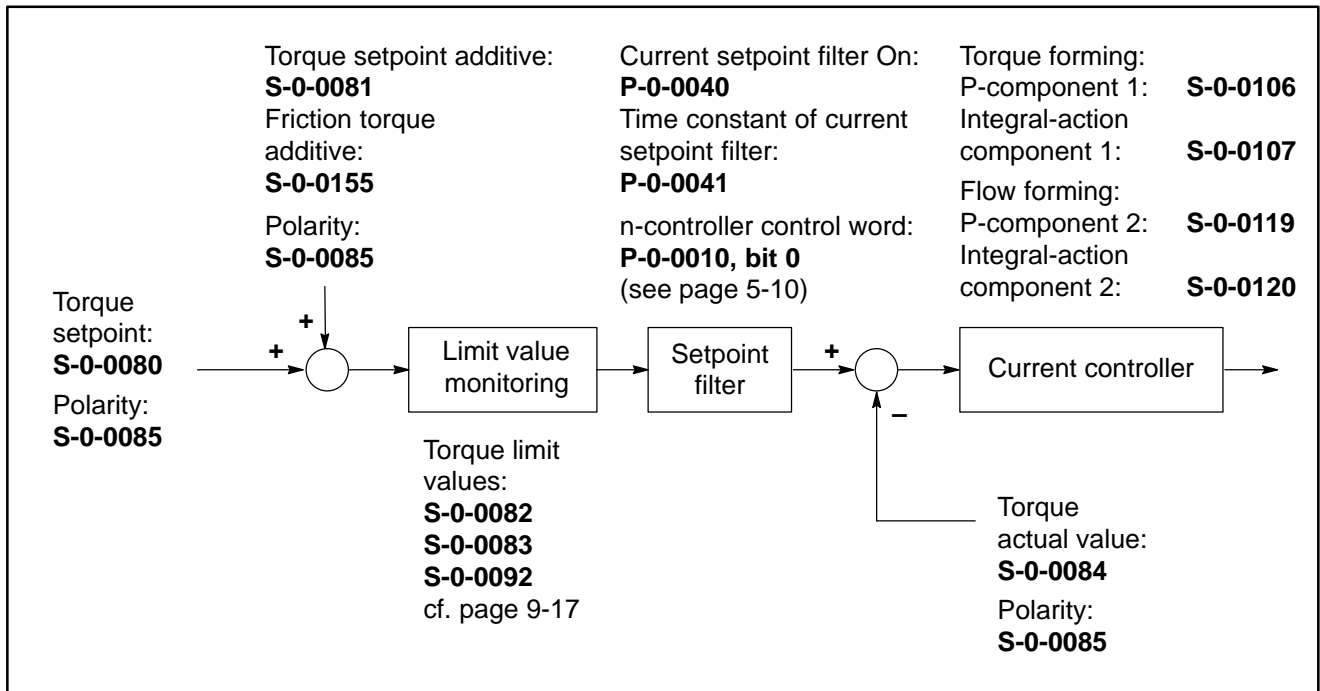 Torque setpoint additive:
S-0-0081
Friction torque
additive:
S-0-0155
Polarity:
S-0-0085
Current setpoint filter On:
P-0-0040
Time constant of current
setpoint filter:
P-0-0041
n-controller control word:
P-0-0010, bit 0
(see page 5-10)
Torque forming:
P-component 1: S-0-0106
Integral-action
component 1: S-0-0107
Flow forming:
P-component 2: S-0-0119
Integral-action
component 2: S-0-0120
Torque
setpoint:
S-0-0080
Polarity:
S-0-0085
+
+
Limit value
monitoring
Setpoint
filter
+
–
Current controller
Torque limit
values:
S-0-0082
S-0-0083
S-0-0092
cf. page 9-17
Torque
actual value:
S-0-0084
Polarity:
S-0-0085